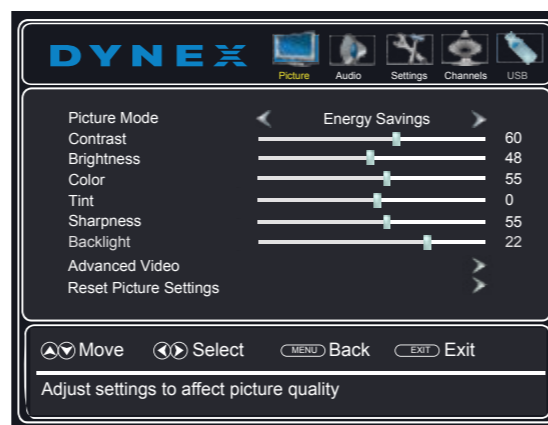 DYNEX
Picture Audio Settings Channels USB
Picture Mode Energy Savings
Contrast 60
Brightness 48
Color 55
Tint 0
Sharpness 55
Backlight 22
Advanced Video
Reset Picture Settings
Move Select MENU Back EXIT Exit
Adjust settings to affect picture quality